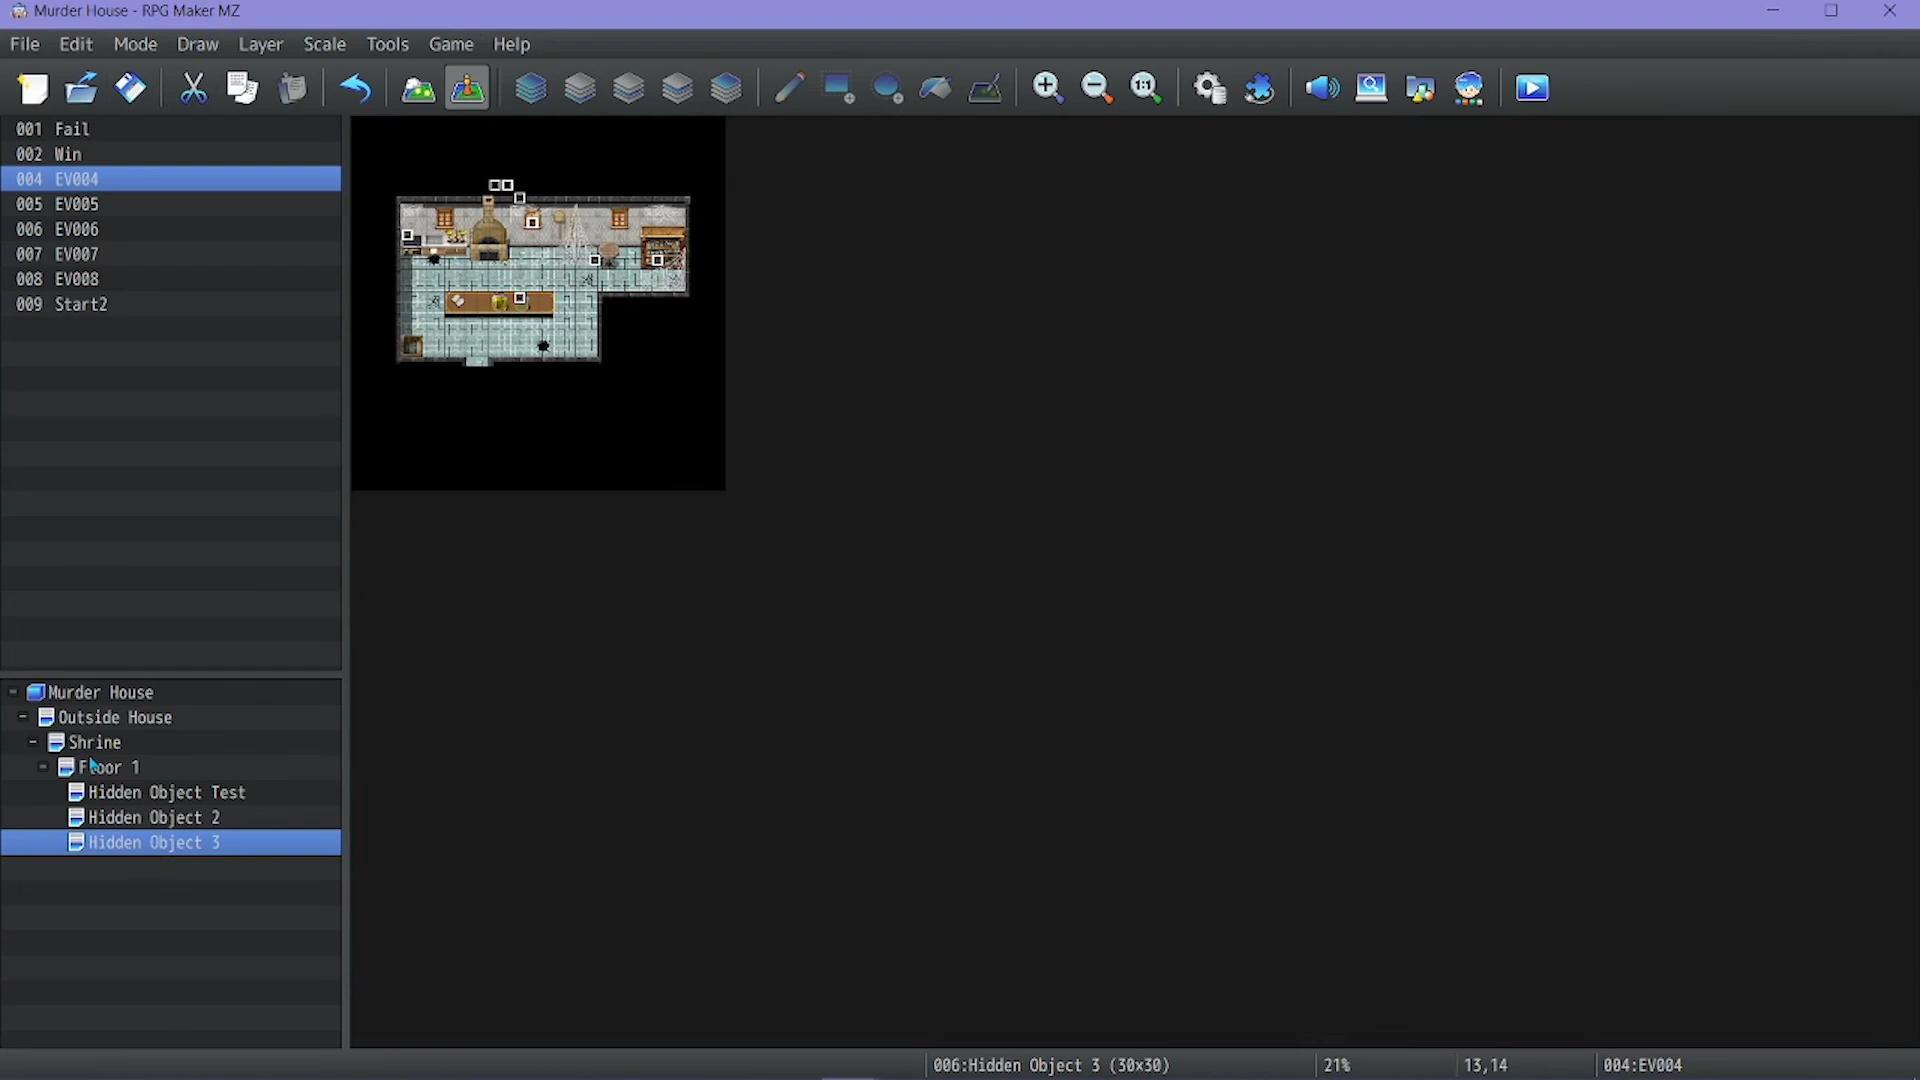 Murder House - RPG Maker MZ
File Edit Mode Draw Layer Scale Tools Game Help
1:1
001 Fail
002 Win
004 EV004
005 EV005
006 EV006
007 EV007
008 EV008
009 Start2
Murder House
Outside House
Shrine
Floor 1
Hidden Object Test
Hidden Object 2
Hidden Object 3
006:Hidden Object 3 (30x30) 21% 13,14 004:EV004